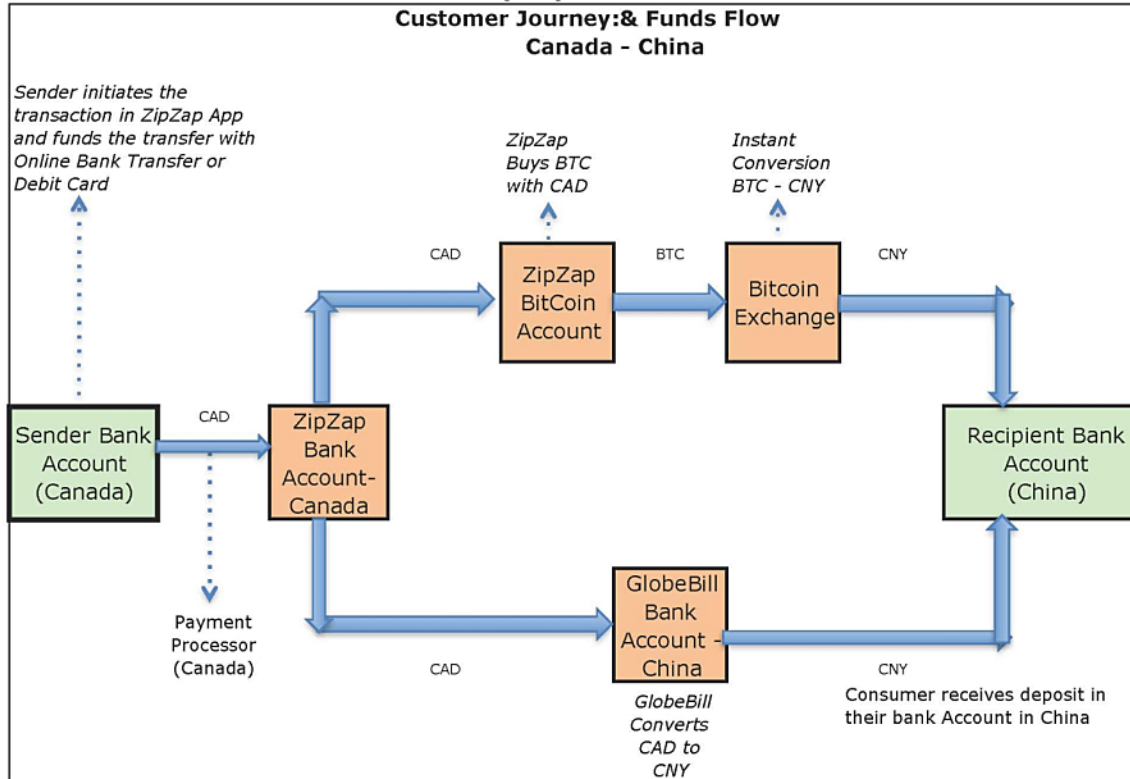 Customer Journey:& Funds Flow
Canada - China
Sender initiates the
transaction in ZipZap App
and funds the transfer with
Online Bank Transfer or
Debit Card
ZipZap
Buys BTC
with CAD
Instant
Conversion
BTC - CNY
CAD
ZipZap
BitCoin
Account
BTC
Bitcoin
Exchange
CNY
Sender Bank
Account
(Canada)
CAD
ZipZap
Bank
Account-
Canada
Recipient Bank
Account
(China)
Payment
Processor
(Canada)
CAD
GlobeBill
Bank
Account -
China
GlobeBill
Converts
CAD to
CNY
CNY
Consumer receives deposit in
their bank Account in China